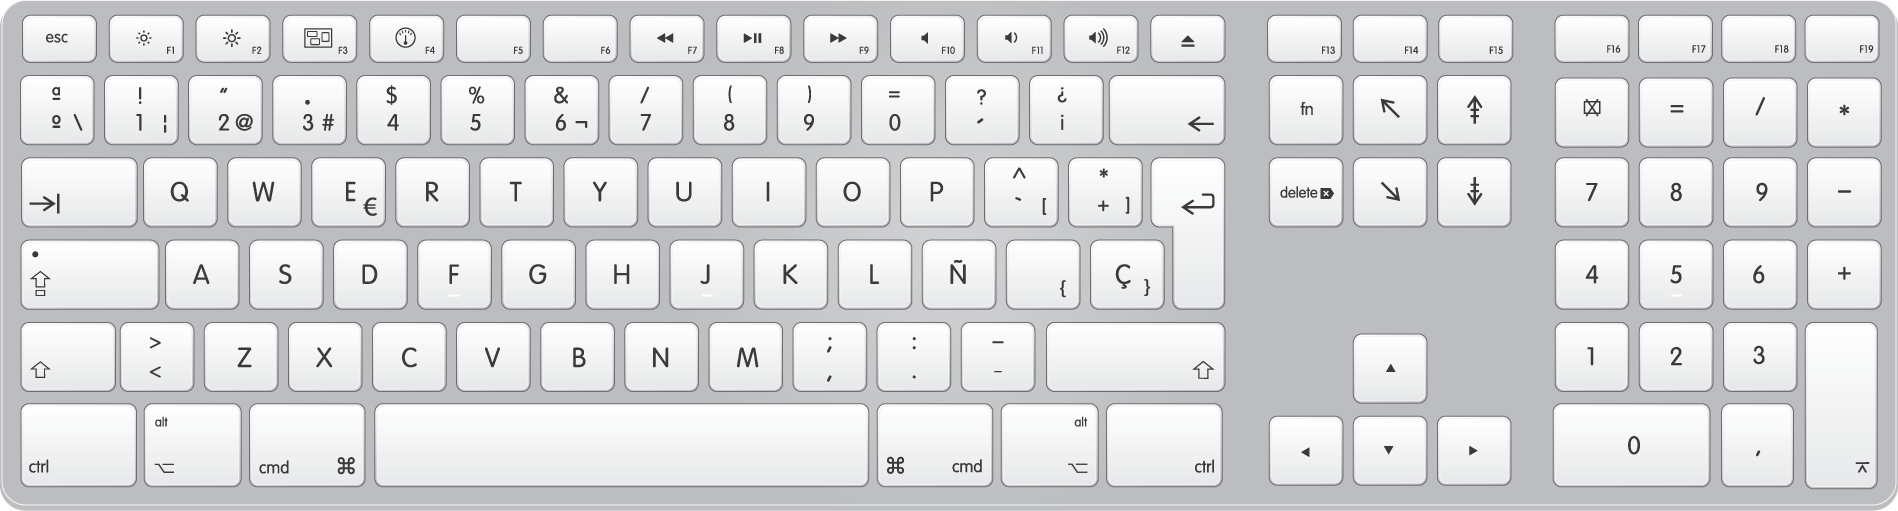 esc F1 F2 F3 F4 F5 F6 F7 F8 F9 F10 F11 F12 F13 F14 F15 F16 F17 F18 F19
ª ! ″ · $ % & / ( ) = ? ¿
º \ 1 ¦ 2 @ 3 # 4 5 6 ¬ 7 8 9 0 ' ¡ ← fn ↖ = / *
→| Q W E € R T Y U I O P ^ ` [ * + ] delete ↘ 7 8 9 −
• A S D F G H J K L Ñ { Ç } 4 5 6 +
> < Z X C V B N M ; , : . – - ▲ 1 2 3
ctrl alt ⌥ cmd ⌘ ⌘ cmd alt ⌥ ctrl ◄ ▼ ► 0 ,